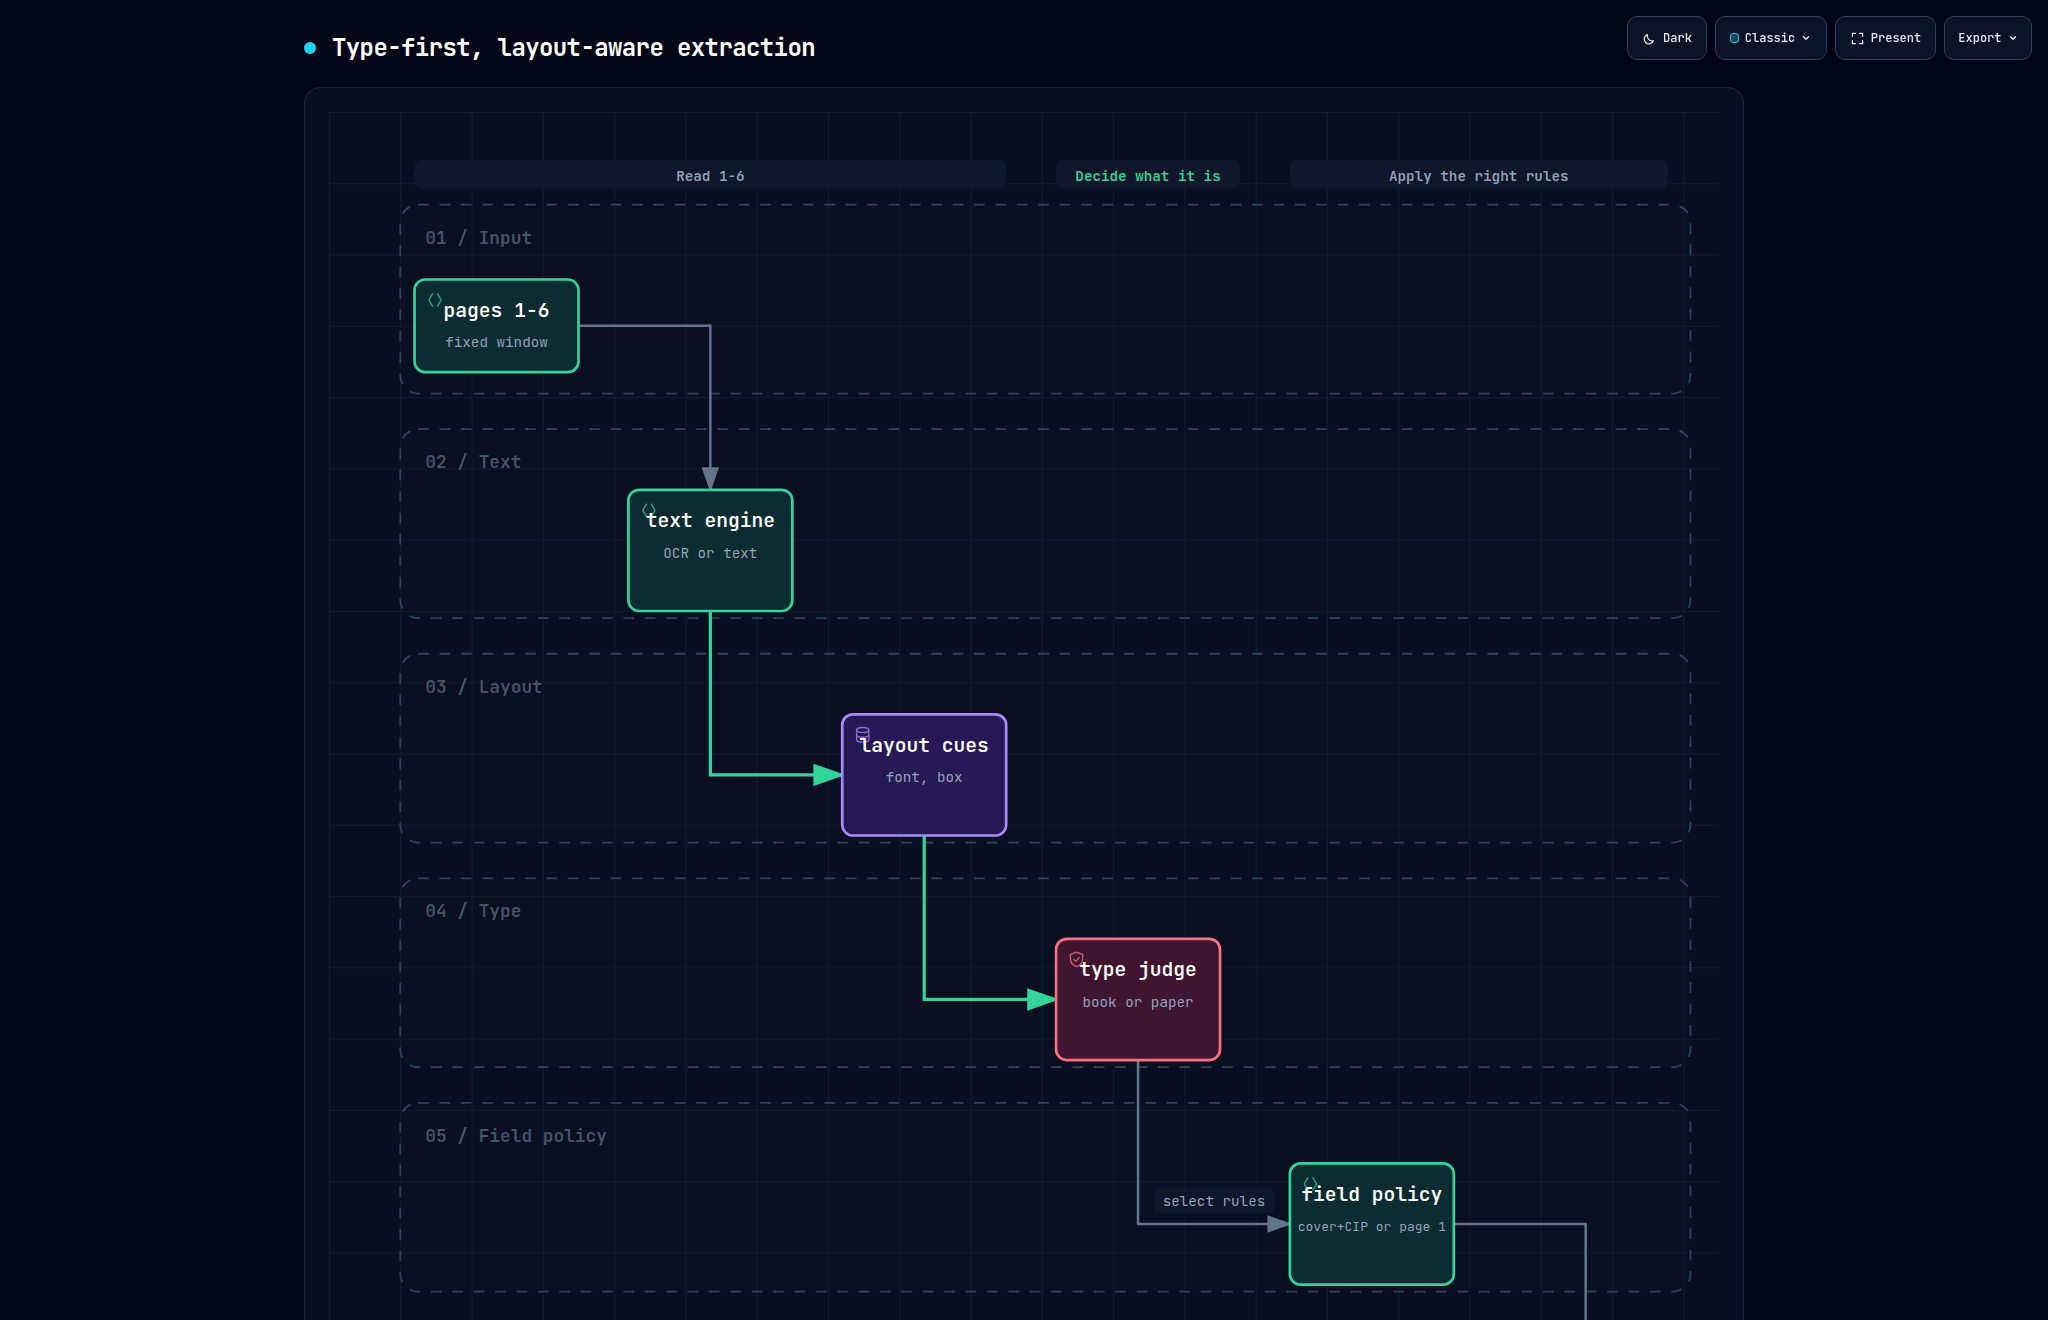 Type-first, layout-aware extraction
Dark
Classic
Present
Export
Read 1-6
Decide what it is
Apply the right rules
01 / Input
pages 1-6
fixed window
02 / Text
text engine
OCR or text
03 / Layout
layout cues
font, box
04 / Type
type judge
book or paper
05 / Field policy
select rules
field policy
cover+CIP or page 1